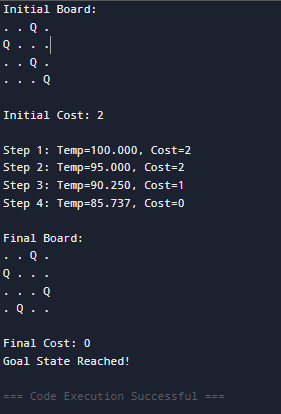 Initial Board:
. . Q .
Q . . .
. . Q .
. . . Q
Initial Cost: 2
Step 1: Temp=100.000, Cost=2
Step 2: Temp=95.000, Cost=2
Step 3: Temp=90.250, Cost=1
Step 4: Temp=85.737, Cost=0
Final Board:
. . Q .
Q . . .
. . . Q
. Q . .
Final Cost: 0
Goal State Reached!
=== Code Execution Successful ===